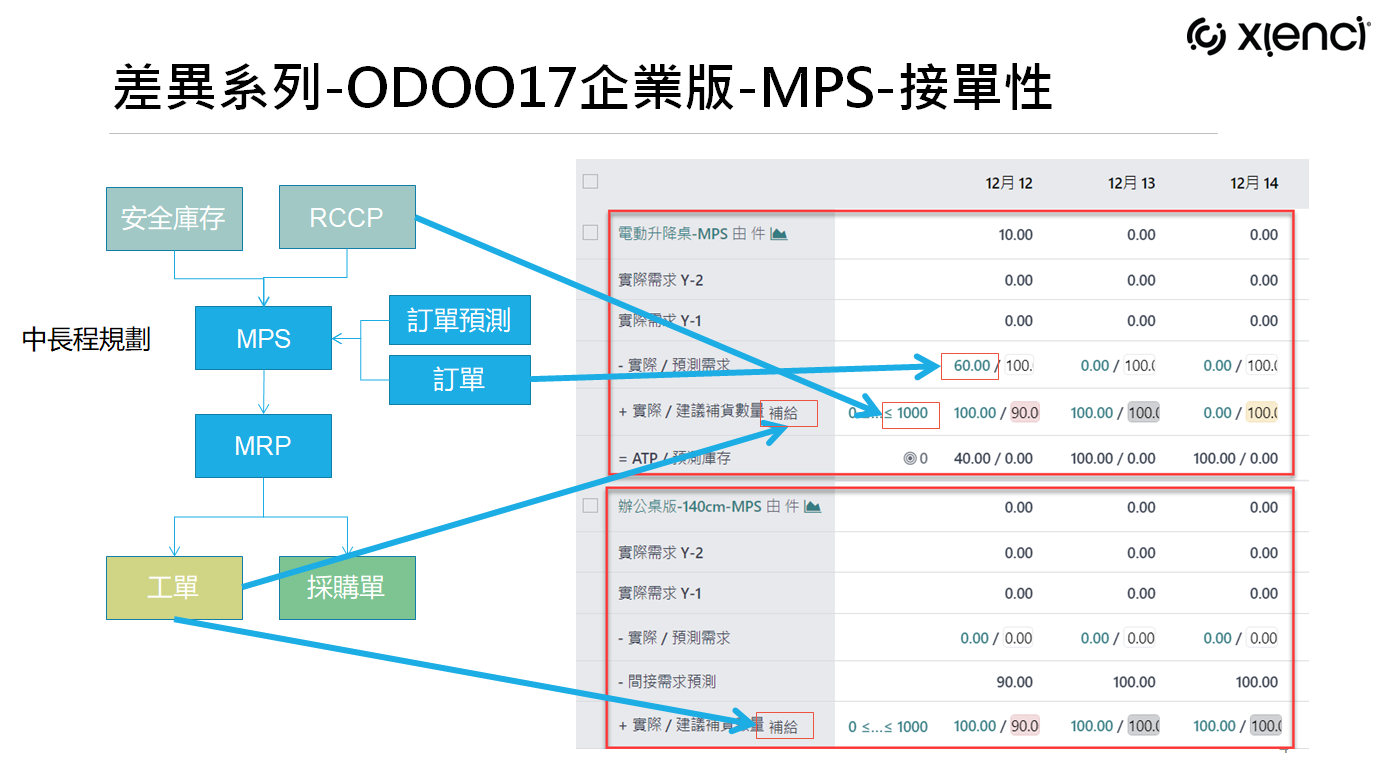 xienci
差異系列-ODOO17企業版-MPS-接單性
安全庫存
RCCP
中長程規劃
MPS
訂單預測
訂單
MRP
工單
採購單
12月 12 12月 13 12月 14
電動升降桌-MPS 由 件 10.00 0.00 0.00
實際需求 Y-2 0.00 0.00 0.00
實際需求 Y-1 0.00 0.00 0.00
- 實際 / 預測需求 60.00 / 100. 0.00 / 100. 0.00 / 100.
+ 實際 / 建議補貨數量 補給 ≤ 1000 100.00 / 90.0 100.00 / 100. 0.00 / 100.
= ATP / 預測庫存 0 40.00 / 0.00 100.00 / 0.00 100.00 / 0.00
辦公桌版-140cm-MPS 由 件 0.00 0.00 0.00
實際需求 Y-2 0.00 0.00 0.00
實際需求 Y-1 0.00 0.00 0.00
- 實際 / 預測需求 0.00 / 0.00 0.00 / 0.00 0.00 / 0.00
- 間接需求預測 90.00 100.00 100.00
+ 實際 / 建議補貨數量 補給 0 ≤...≤ 1000 100.00 / 90.0 100.00 / 100. 100.00 / 100.